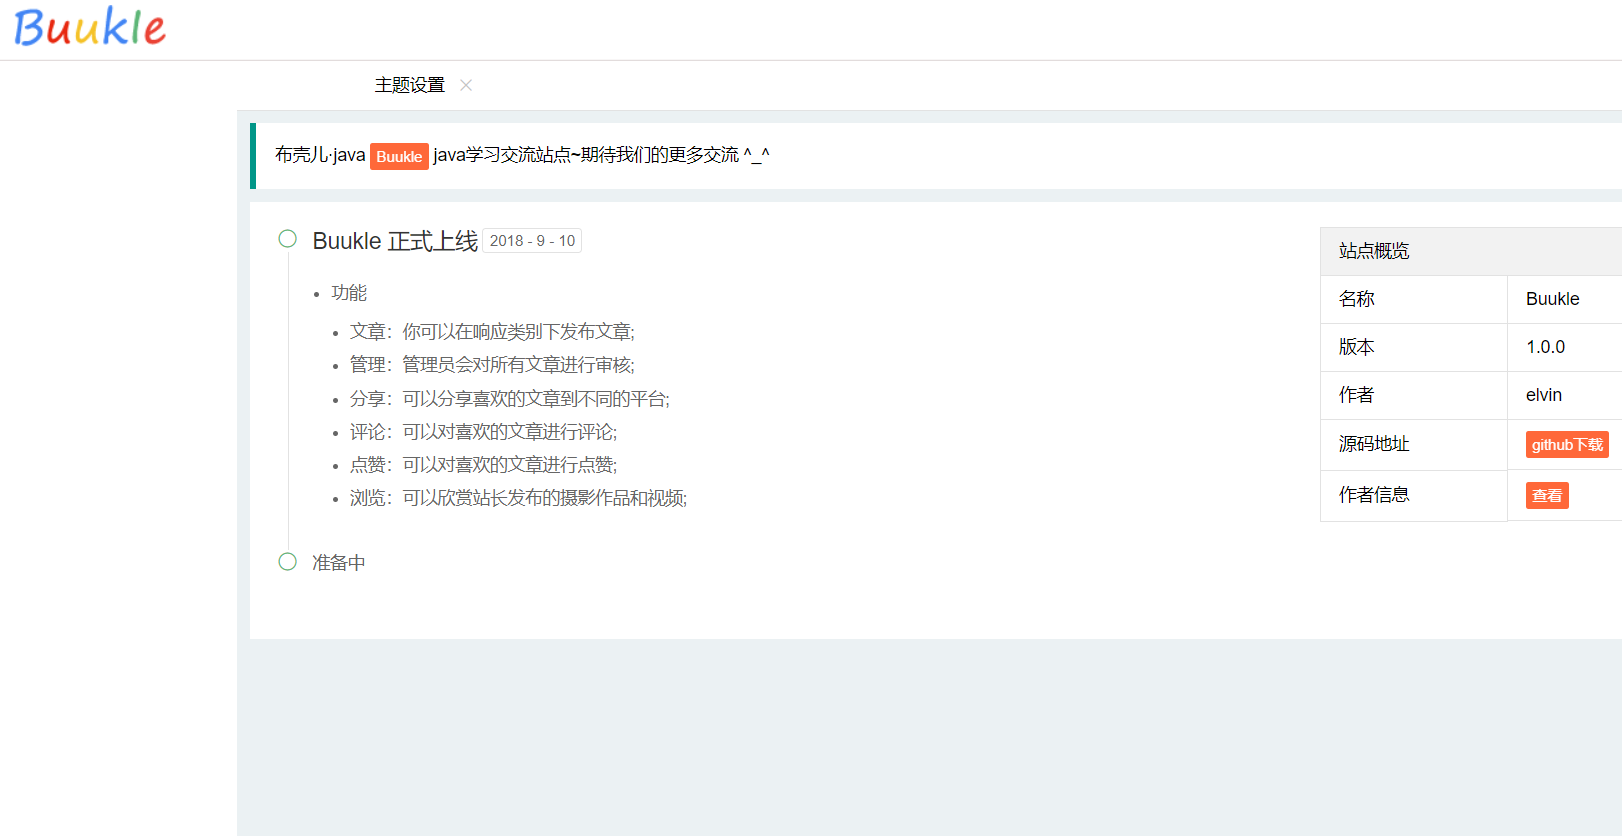 Buukle
主题设置
布壳儿·java Buukle java学习交流站点~期待我们的更多交流 ^_^
Buukle 正式上线 2018 - 9 - 10
功能
文章：你可以在响应类别下发布文章;
管理：管理员会对所有文章进行审核;
分享：可以分享喜欢的文章到不同的平台;
评论：可以对喜欢的文章进行评论;
点赞：可以对喜欢的文章进行点赞;
浏览：可以欣赏站长发布的摄影作品和视频;
准备中
站点概览
名称 Buukle
版本 1.0.0
作者 elvin
源码地址 github下载
作者信息 查看